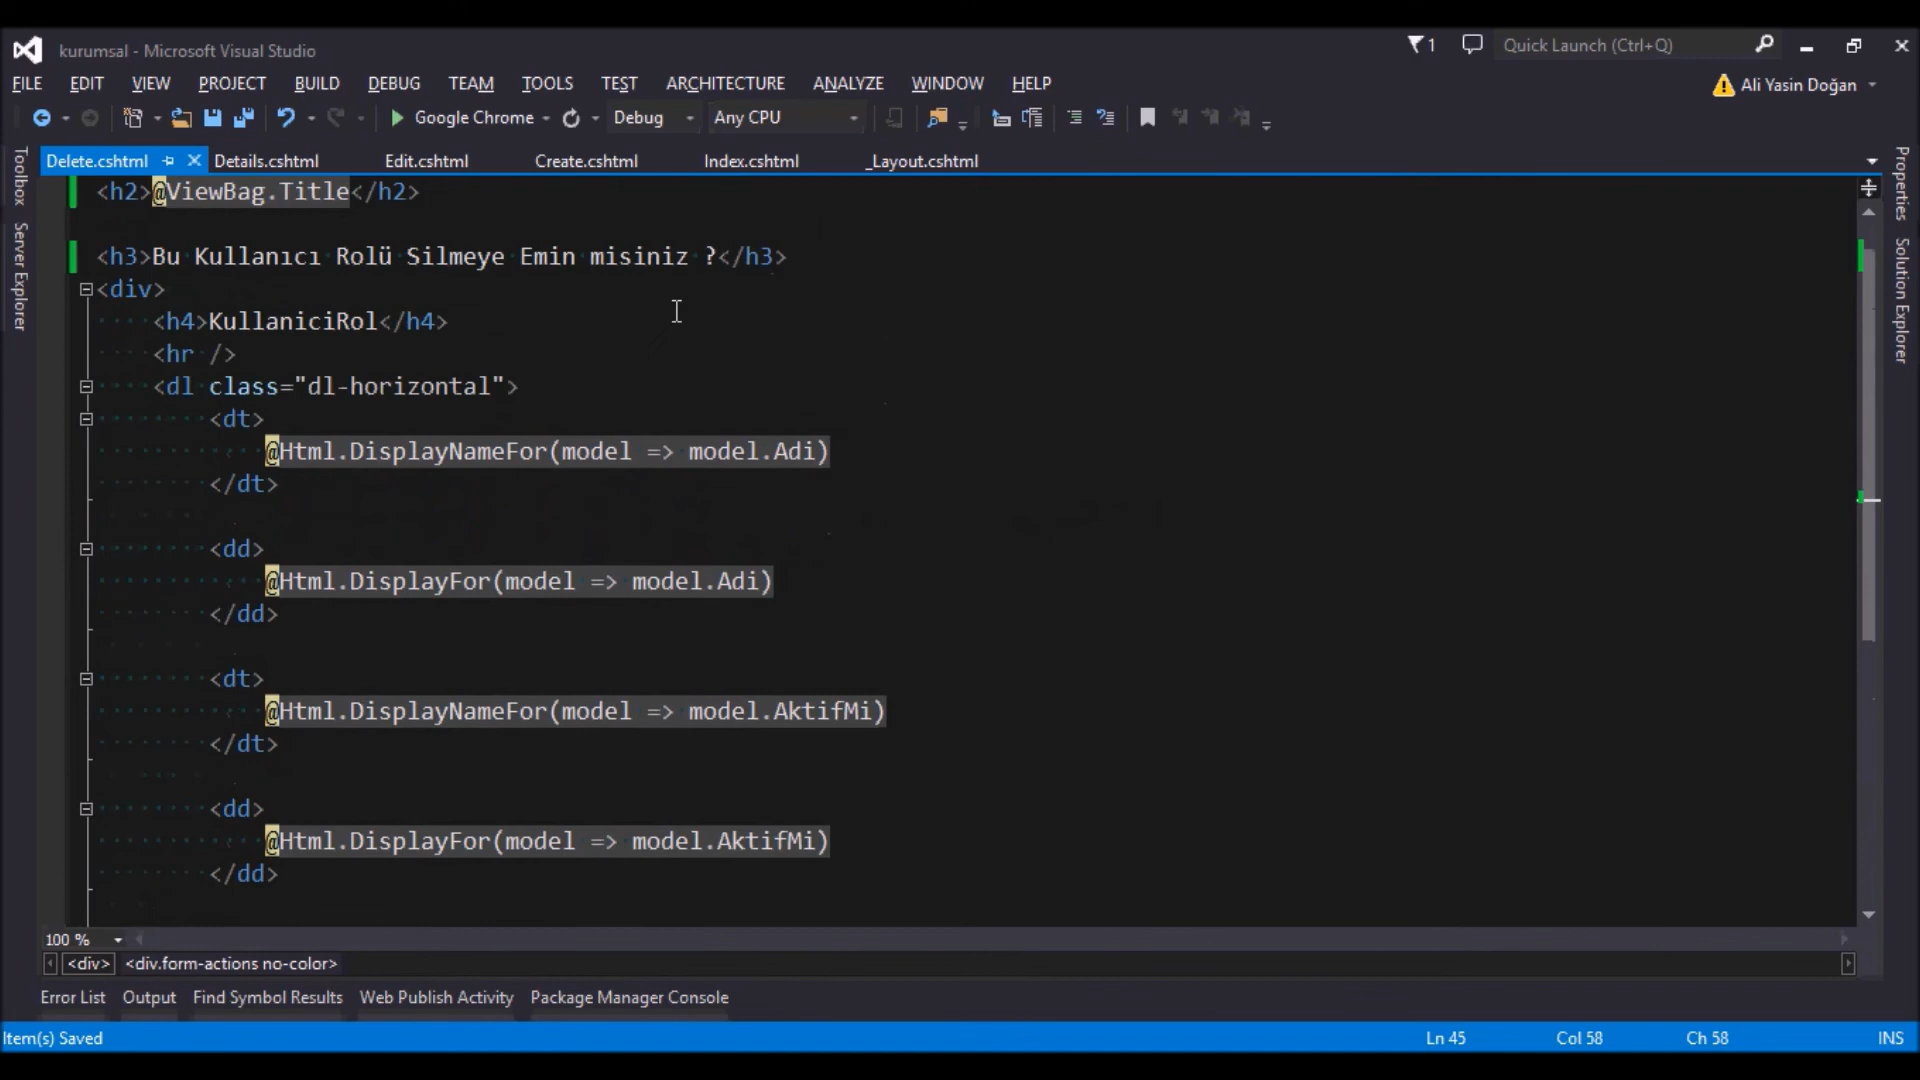 kurumsal - Microsoft Visual Studio
1
Quick Launch (Ctrl+Q)
FILE EDIT VIEW PROJECT BUILD DEBUG TEAM TOOLS TEST ARCHITECTURE ANALYZE WINDOW HELP
Ali Yasin Doğan
Google Chrome Debug Any CPU
Delete.cshtml Details.cshtml Edit.cshtml Create.cshtml Index.cshtml _Layout.cshtml
Toolbox
Server Explorer
Properties
Solution Explorer
<h2>@ViewBag.Title</h2>
<h3>Bu Kullanıcı Rolü Silmeye Emin misiniz ?</h3>
<div>
<h4>KullaniciRol</h4>
<hr />
<dl class="dl-horizontal">
<dt>
@Html.DisplayNameFor(model => model.Adi)
</dt>
<dd>
@Html.DisplayFor(model => model.Adi)
</dd>
<dt>
@Html.DisplayNameFor(model => model.AktifMi)
</dt>
<dd>
@Html.DisplayFor(model => model.AktifMi)
</dd>
100 %
<div> <div.form-actions no-color>
Error List Output Find Symbol Results Web Publish Activity Package Manager Console
Item(s) Saved Ln 45 Col 58 Ch 58 INS